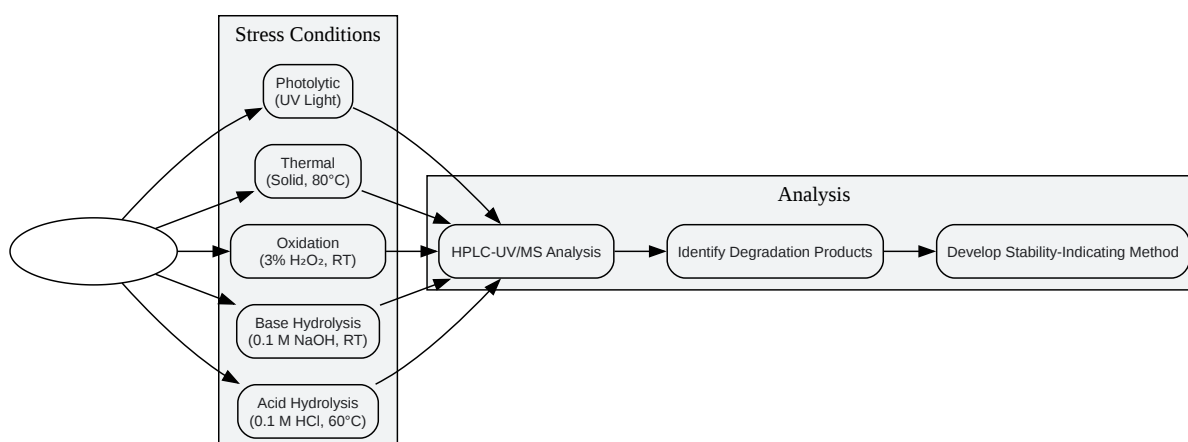 Stress Conditions
Photolytic
(UV Light)
Thermal
(Solid, 80°C)
Oxidation
(3% H₂O₂, RT)
Base Hydrolysis
(0.1 M NaOH, RT)
Acid Hydrolysis
(0.1 M HCl, 60°C)
Analysis
HPLC-UV/MS Analysis
Identify Degradation Products
Develop Stability-Indicating Method